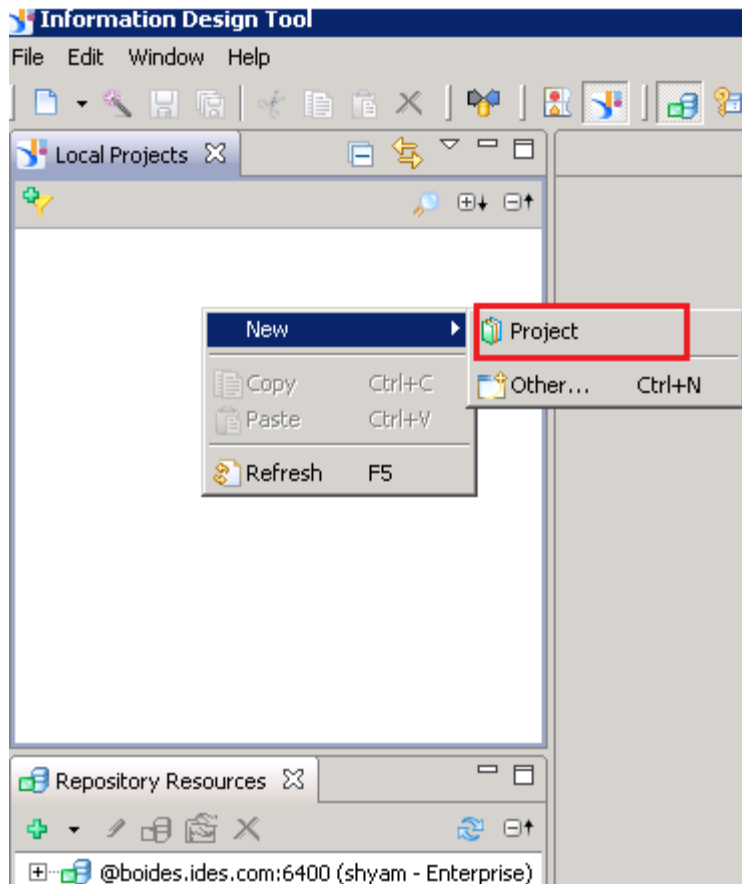 Information Design Tool
File Edit Window Help
Local Projects
New
Project
Other... Ctrl+N
Copy Ctrl+C
Paste Ctrl+V
Refresh F5
Repository Resources
@boides.ides.com:6400 (shyam - Enterprise)